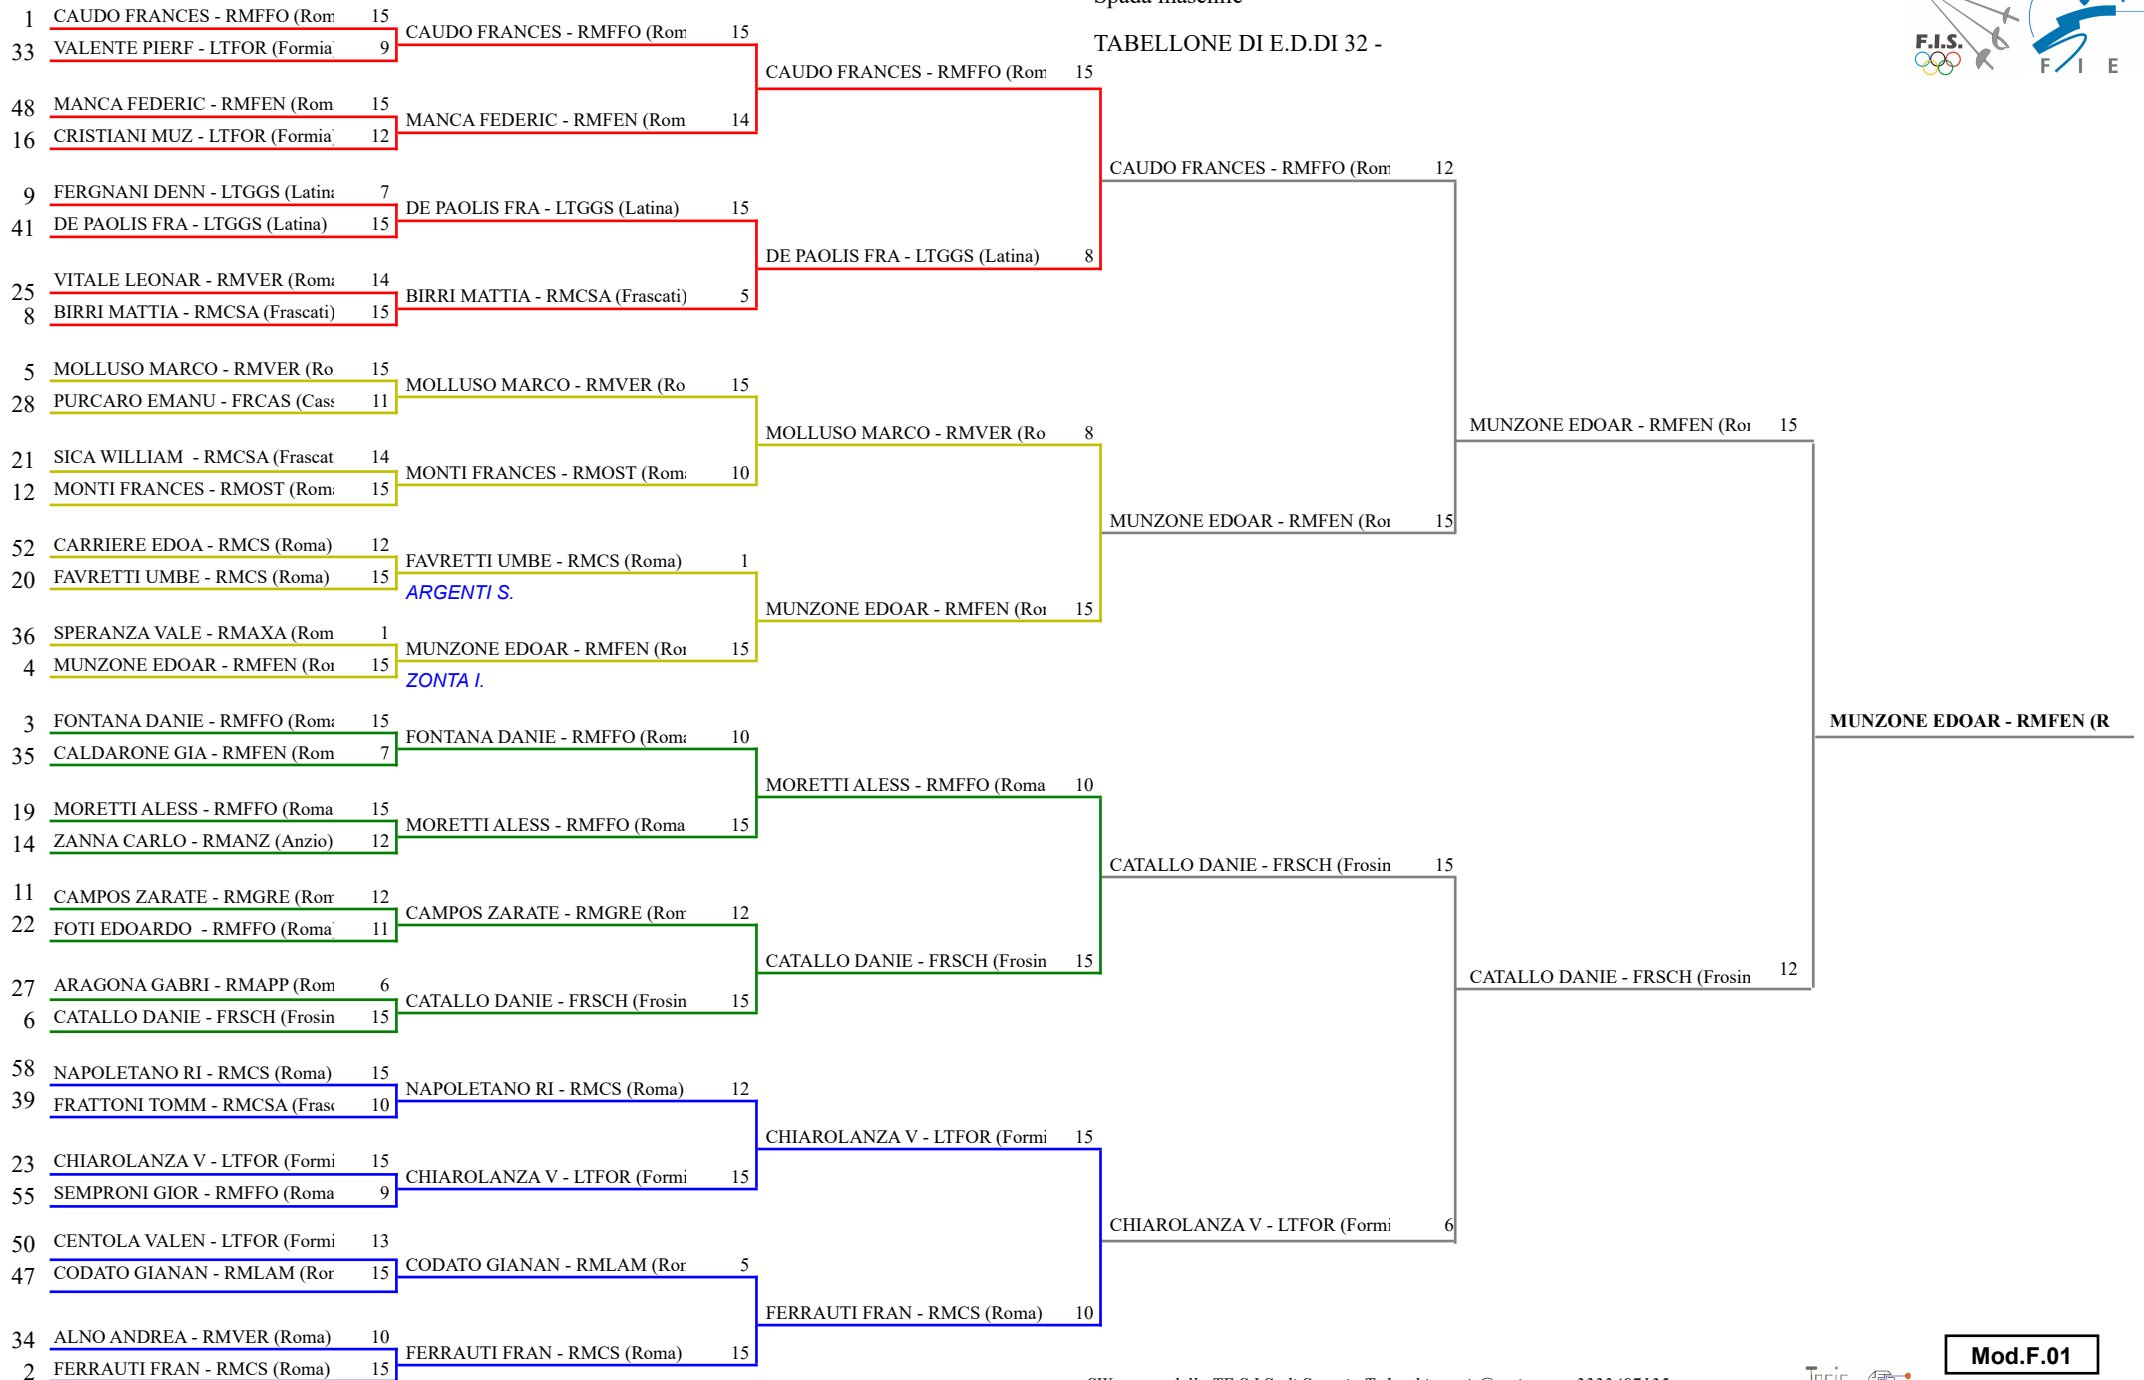 TABELLONE DI E.D.DI 32 -
F.I.S.
F I E
1 CAUDO FRANCES - RMFFO (Rom 15
33 VALENTE PIERF - LTFOR (Formia 9
CAUDO FRANCES - RMFFO (Rom 15
48 MANCA FEDERIC - RMFEN (Rom 15
16 CRISTIANI MUZ - LTFOR (Formia 12
MANCA FEDERIC - RMFEN (Rom 14
CAUDO FRANCES - RMFFO (Rom 15
9 FERGNANI DENN - LTGGS (Latina 7
41 DE PAOLIS FRA - LTGGS (Latina) 15
DE PAOLIS FRA - LTGGS (Latina) 15
25 VITALE LEONAR - RMVER (Roma 14
8 BIRRI MATTIA - RMCSA (Frascati) 15
BIRRI MATTIA - RMCSA (Frascati) 5
DE PAOLIS FRA - LTGGS (Latina) 8
CAUDO FRANCES - RMFFO (Rom 12
5 MOLLUSO MARCO - RMVER (Ro 15
28 PURCARO EMANU - FRCAS (Cass 11
MOLLUSO MARCO - RMVER (Ro 15
21 SICA WILLIAM - RMCSA (Frascat 14
12 MONTI FRANCES - RMOST (Roma 15
MONTI FRANCES - RMOST (Roma 10
MOLLUSO MARCO - RMVER (Ro 8
52 CARRIERE EDOA - RMCS (Roma) 12
20 FAVRETTI UMBE - RMCS (Roma) 15
FAVRETTI UMBE - RMCS (Roma) 1
ARGENTI S.
36 SPERANZA VALE - RMAXA (Rom 1
4 MUNZONE EDOAR - RMFEN (Ror 15
MUNZONE EDOAR - RMFEN (Ror 15
ZONTA I.
MUNZONE EDOAR - RMFEN (Ror 15
MUNZONE EDOAR - RMFEN (Ror 15
MUNZONE EDOAR - RMFEN (Ror 15
3 FONTANA DANIE - RMFFO (Roma 15
35 CALDARONE GIA - RMFEN (Rom 7
FONTANA DANIE - RMFFO (Roma 10
19 MORETTI ALESS - RMFFO (Roma 15
14 ZANNA CARLO - RMANZ (Anzio) 12
MORETTI ALESS - RMFFO (Roma 15
MORETTI ALESS - RMFFO (Roma 10
11 CAMPOS ZARATE - RMGRE (Rom 12
22 FOTI EDOARDO - RMFFO (Roma) 11
CAMPOS ZARATE - RMGRE (Rom 12
27 ARAGONA GABRI - RMAPP (Rom 6
6 CATALLO DANIE - FRSCH (Frosin 15
CATALLO DANIE - FRSCH (Frosin 15
CATALLO DANIE - FRSCH (Frosin 15
CATALLO DANIE - FRSCH (Frosin 15
58 NAPOLETANO RI - RMCS (Roma) 15
39 FRATTONI TOMM - RMCSA (Frasc 10
NAPOLETANO RI - RMCS (Roma) 12
23 CHIAROLANZA V - LTFOR (Formi 15
55 SEMPRONI GIOR - RMFFO (Roma 9
CHIAROLANZA V - LTFOR (Formi 15
CHIAROLANZA V - LTFOR (Formi 15
50 CENTOLA VALEN - LTFOR (Formi 13
47 CODATO GIANAN - RMLAM (Ror 15
CODATO GIANAN - RMLAM (Ror 5
34 ALNO ANDREA - RMVER (Roma) 10
2 FERRAUTI FRAN - RMCS (Roma) 15
FERRAUTI FRAN - RMCS (Roma) 15
FERRAUTI FRAN - RMCS (Roma) 10
CHIAROLANZA V - LTFOR (Formi 6
CATALLO DANIE - FRSCH (Frosin 12
MUNZONE EDOAR - RMFEN (R
Mod.F.01